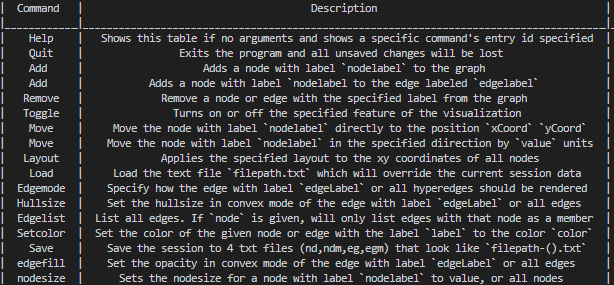 | Command | Description |
|__________|__________|
| Help | Shows this table if no arguments and shows a specific command's entry id specified |
| Quit | Exits the program and all unsaved changes will be lost |
| Add | Adds a node with label `nodelabel` to the graph |
| Add | Adds a node with label `nodelabel to the edge labeled `edgelabel` |
| Remove | Remove a node or edge with the specified label from the graph |
| Toggle | Turns on or off the specified feature of the visualization |
| Move | Move the node with label `nodelabel` directly to the position `xCoord` `yCoord` |
| Move | Move the node with label `nodelabel` in the specified diirection by `value` units |
| Layout | Applies the specified layout to the xy coordinates of all nodes |
| Load | Load the text file `filepath.txt` which will override the current session data |
| Edgemode | Specify how the edge with label `edgeLabel` or all hyperedges should be rendered |
| Hullsize | Set the hullsize in convex mode of the edge with label `edgeLabel` or all edges |
| Edgelist | List all edges. If `node` is given, will only list edges with that node as a member |
| Setcolor | Set the color of the given node or edge with the label `label` to the color `color` |
| Save | Save the session to 4 txt files (nd,ndm,eg,egm) that look like `filepath-().txt` |
| edgefill | Set the opacity in convex mode of the edge with label `edgeLabel` or all edges |
| nodesize | Sets the nodesize for a node with label `nodelabel` to value, or all nodes |